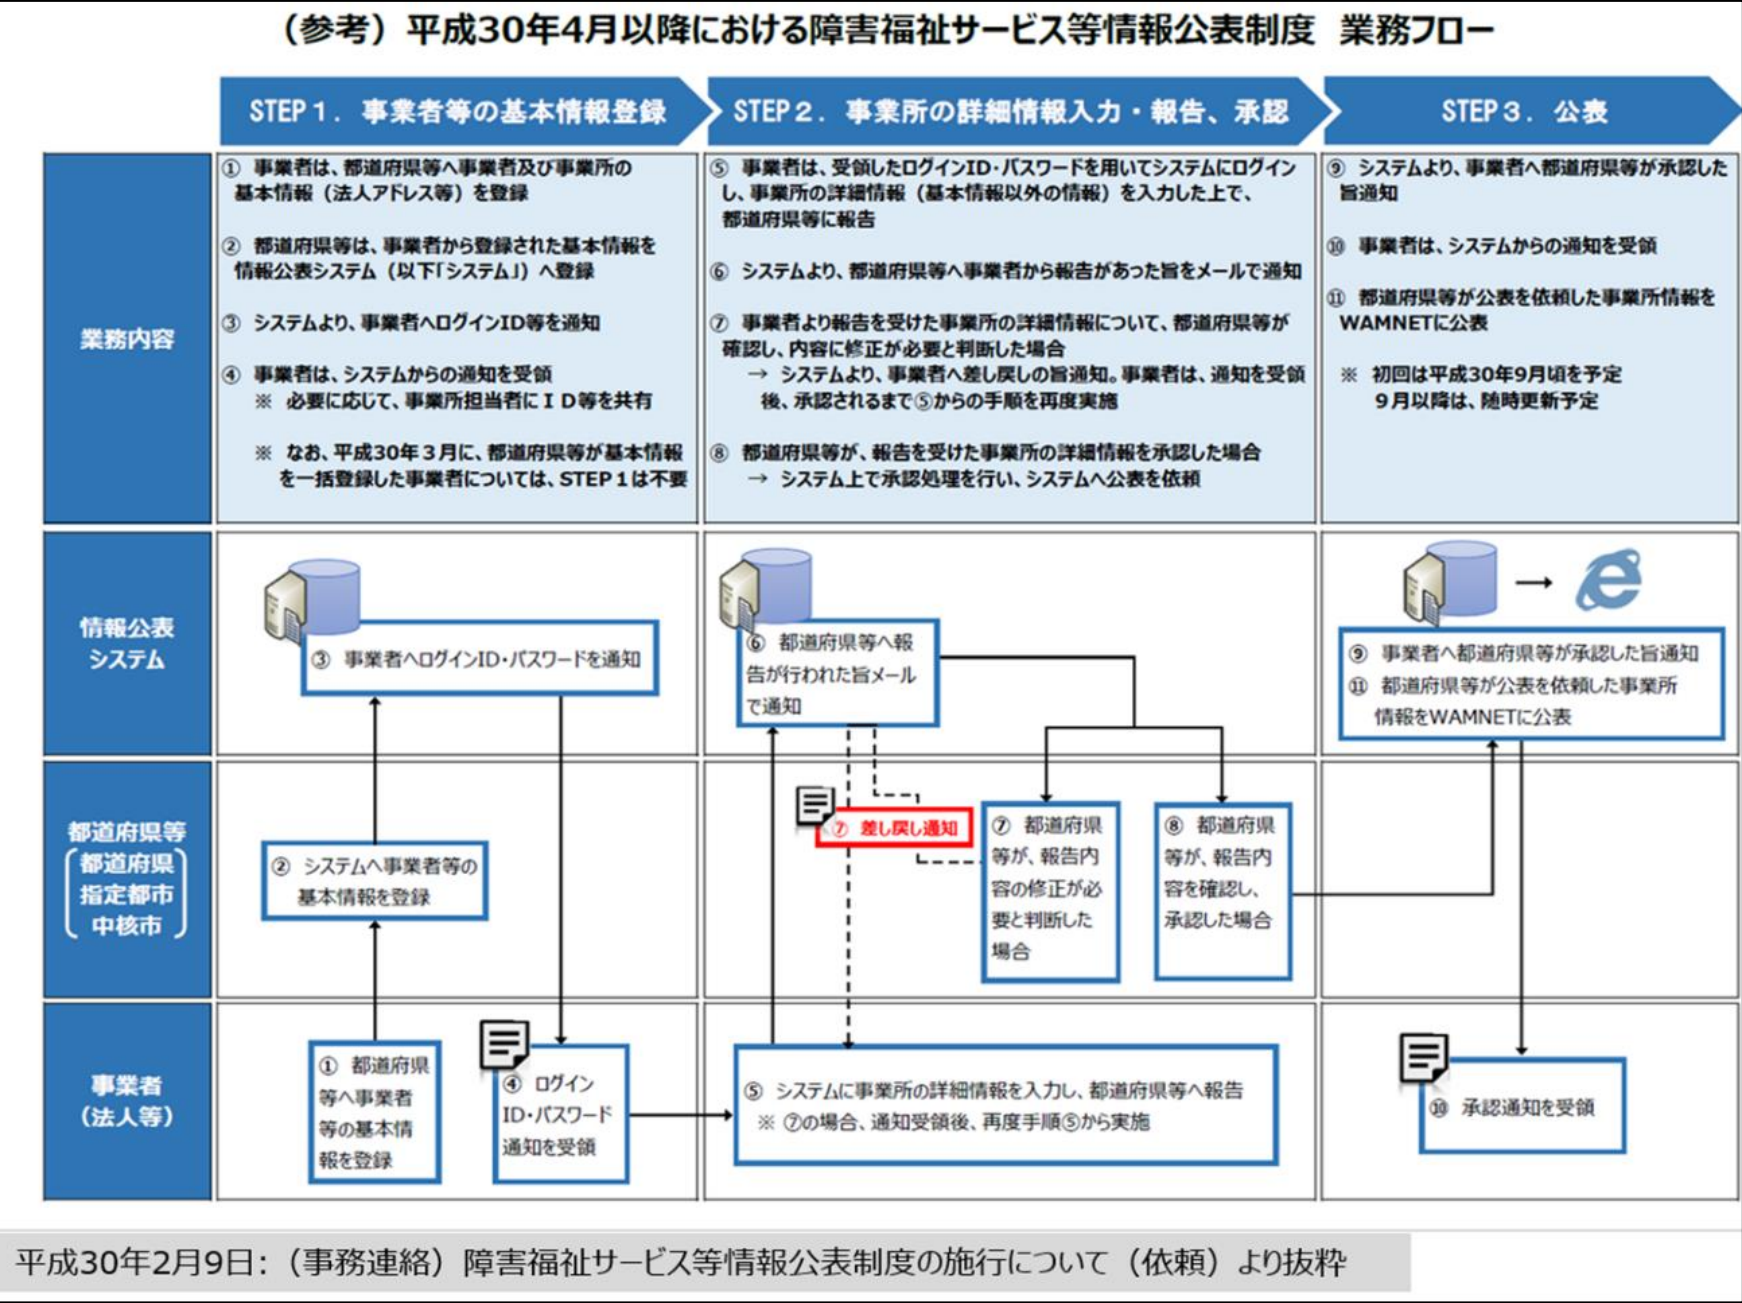 （参考）平成30年4月以降における障害福祉サービス等情報公表制度 業務フロー
STEP１．事業者等の基本情報登録
STEP２．事業所の詳細情報入力・報告、承認
STEP３．公表
業務内容
① 事業者は、都道府県等へ事業者及び事業所の
基本情報（法人アドレス等）を登録
② 都道府県等は、事業者から登録された基本情報を
情報公表システム（以下「システム」）へ登録
③ システムより、事業者へログインID等を通知
④ 事業者は、システムからの通知を受領
※ 必要に応じて、事業所担当者にＩＤ等を共有
※ なお、平成30年３月に、都道府県等が基本情報
を一括登録した事業者については、STEP１は不要
⑤ 事業者は、受領したログインID・パスワードを用いてシステムにログイン
し、事業所の詳細情報（基本情報以外の情報）を入力した上で、
都道府県等に報告
⑥ システムより、都道府県等へ事業者から報告があった旨をメールで通知
⑦ 事業者より報告を受けた事業所の詳細情報について、都道府県等が
確認し、内容に修正が必要と判断した場合
→ システムより、事業者へ差し戻しの旨通知。事業者は、通知を受領
後、承認されるまで⑤からの手順を再度実施
⑧ 都道府県等が、報告を受けた事業所の詳細情報を承認した場合
→ システム上で承認処理を行い、システムへ公表を依頼
⑨ システムより、事業者へ都道府県等が承認した
旨通知
⑩ 事業者は、システムからの通知を受領
⑪ 都道府県等が公表を依頼した事業所情報を
WAMNETに公表
※ 初回は平成30年9月頃を予定
９月以降は、随時更新予定
情報公表
システム
③ 事業者へログインID・パスワードを通知
⑥ 都道府県等へ報
告が行われた旨メール
で通知
⑨ 事業者へ都道府県等が承認した旨通知
⑪ 都道府県等が公表を依頼した事業所
情報をWAMNETに公表
都道府県等
都道府県
指定都市
中核市
② システムへ事業者等の
基本情報を登録
⑦ 差し戻し通知
⑦ 都道府県
等が、報告内
容の修正が必
要と判断した
場合
⑧ 都道府県
等が、報告内
容を確認し、
承認した場合
事業者
（法人等）
① 都道府県
等へ事業者
等の基本情
報を登録
④ ログイン
ID・パスワード
通知を受領
⑤ システムに事業所の詳細情報を入力し、都道府県等へ報告
※ ⑦の場合、通知受領後、再度手順⑤から実施
⑩ 承認通知を受領
平成30年2月9日：（事務連絡）障害福祉サービス等情報公表制度の施行について（依頼）より抜粋